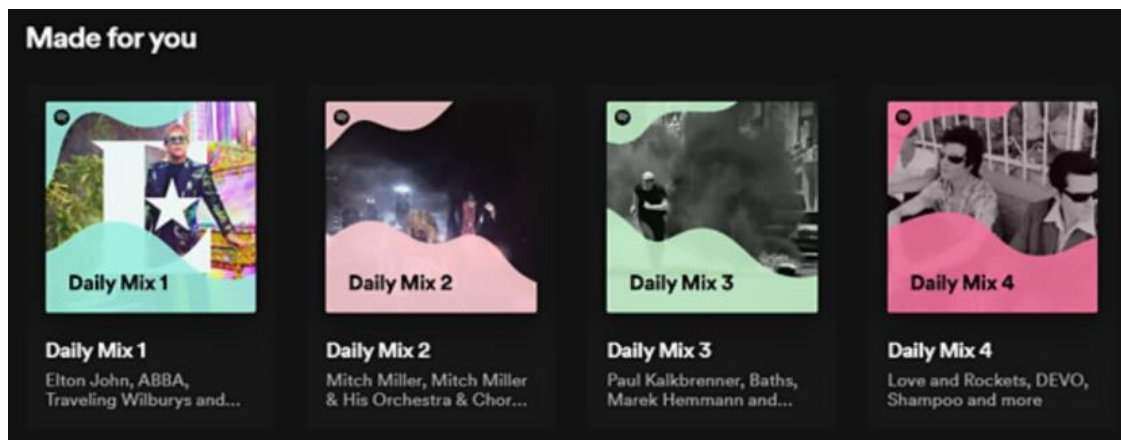 Made for you
Daily Mix 1
Daily Mix 2
Daily Mix 3
Daily Mix 4
Daily Mix 1
Elton John, ABBA,
Traveling Wilburys and...
Daily Mix 2
Mitch Miller, Mitch Miller
& His Orchestra & Chor...
Daily Mix 3
Paul Kalkbrenner, Baths,
Marek Hemmann and...
Daily Mix 4
Love and Rockets, DEVO,
Shampoo and more